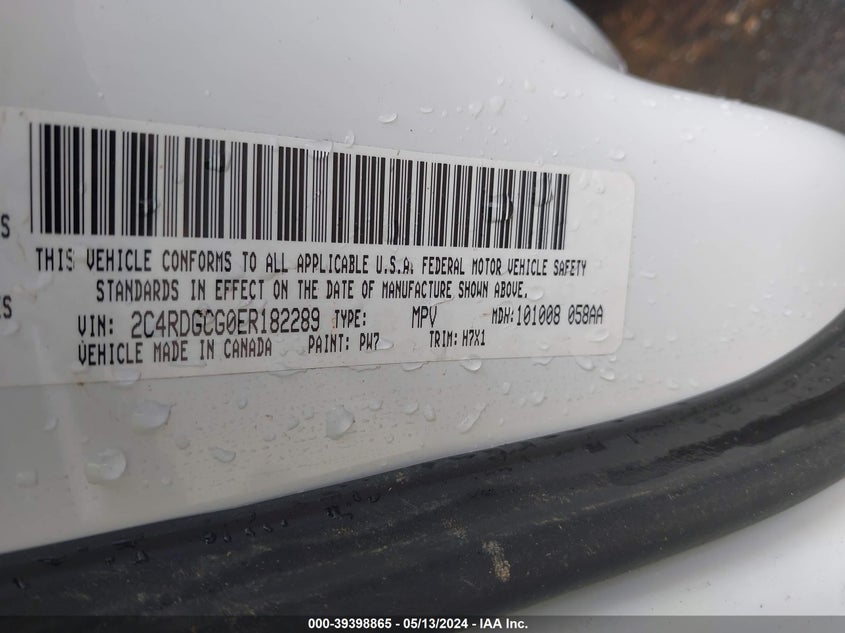 S
THIS VEHICLE CONFORMS TO ALL APPLICABLE U.S.A. FEDERAL MOTOR VEHICLE SAFETY
ES
STANDARDS IN EFFECT ON THE DATE OF MANUFACTURE SHOWN ABOVE.
VIN: 2C4RDGCG0ER182289 TYPE: MPV MDH:101008 058AA
VEHICLE MADE IN CANADA PAINT: PW7 TRIM: H7X1
000-39398865 - 05/13/2024 - IAA Inc.